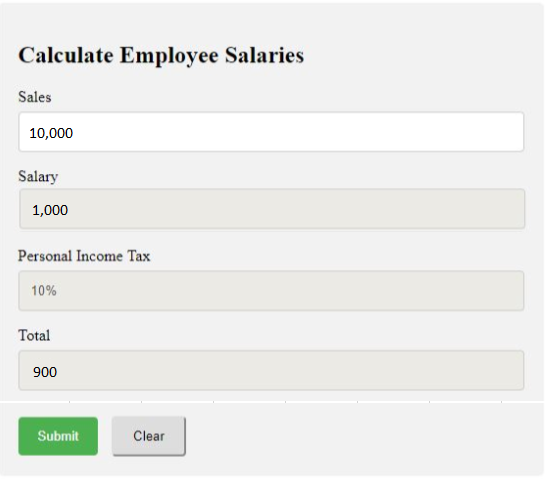 Calculate Employee Salaries
Sales
10,000
Salary
1,000
Personal Income Tax
10%
Total
900
Submit Clear